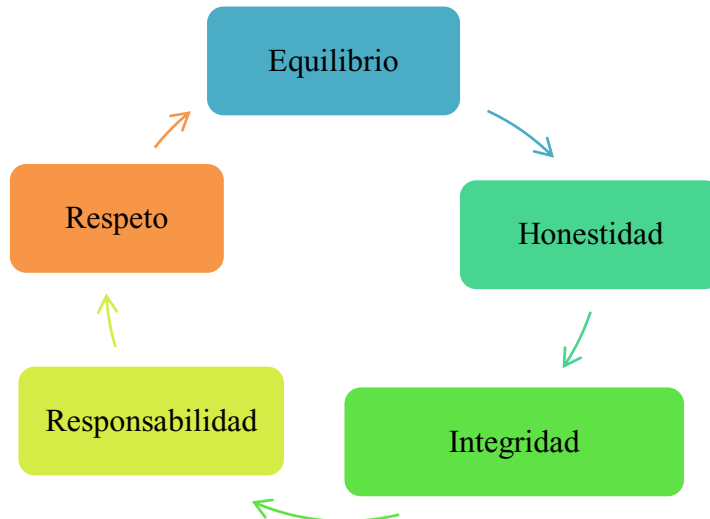 Equilibrio
Honestidad
Integridad
Responsabilidad
Respeto